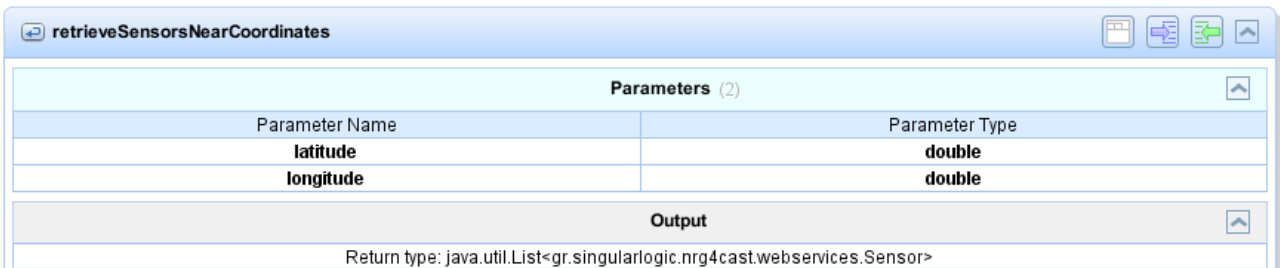 retrieveSensorsNearCoordinates
Parameters (2)
Parameter Name Parameter Type
latitude double
longitude double
Output
Return type: java.util.List<gr.singularlogic.nrg4cast.webservices.Sensor>